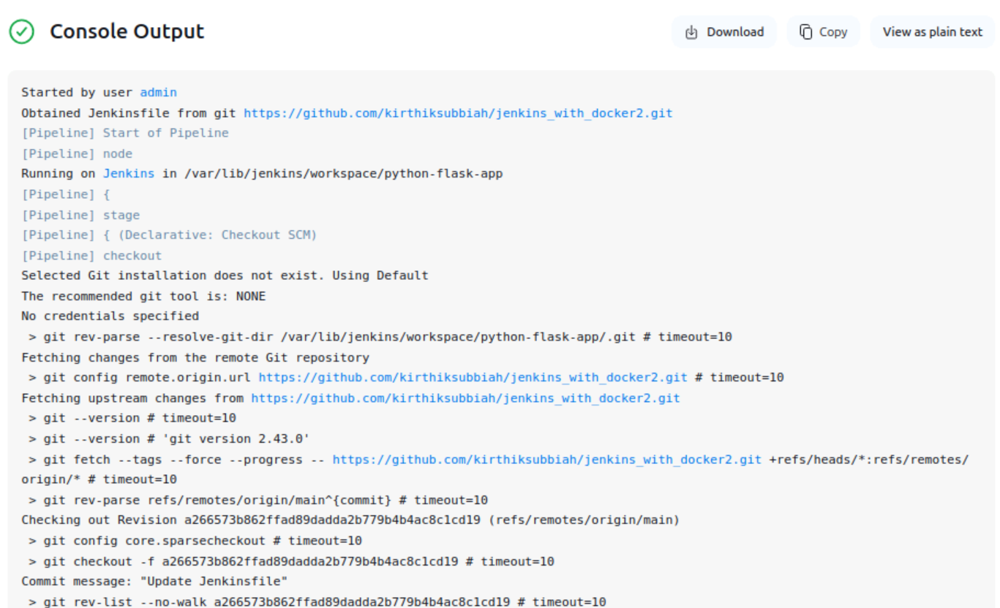 Console Output
Download
Copy
View as plain text
Started by user admin
Obtained Jenkinsfile from git https://github.com/kirthiksubbiah/jenkins_with_docker2.git
[Pipeline] Start of Pipeline
[Pipeline] node
Running on Jenkins in /var/lib/jenkins/workspace/python-flask-app
[Pipeline] {
[Pipeline] stage
[Pipeline] { (Declarative: Checkout SCM)
[Pipeline] checkout
Selected Git installation does not exist. Using Default
The recommended git tool is: NONE
No credentials specified
 > git rev-parse --resolve-git-dir /var/lib/jenkins/workspace/python-flask-app/.git # timeout=10
Fetching changes from the remote Git repository
 > git config remote.origin.url https://github.com/kirthiksubbiah/jenkins_with_docker2.git # timeout=10
Fetching upstream changes from https://github.com/kirthiksubbiah/jenkins_with_docker2.git
 > git --version # timeout=10
 > git --version # 'git version 2.43.0'
 > git fetch --tags --force --progress -- https://github.com/kirthiksubbiah/jenkins_with_docker2.git +refs/heads/*:refs/remotes/
origin/* # timeout=10
 > git rev-parse refs/remotes/origin/main^{commit} # timeout=10
Checking out Revision a266573b862ffad89dadda2b779b4b4ac8c1cd19 (refs/remotes/origin/main)
 > git config core.sparsecheckout # timeout=10
 > git checkout -f a266573b862ffad89dadda2b779b4b4ac8c1cd19 # timeout=10
Commit message: "Update Jenkinsfile"
 > git rev-list --no-walk a266573b862ffad89dadda2b779b4b4ac8c1cd19 # timeout=10